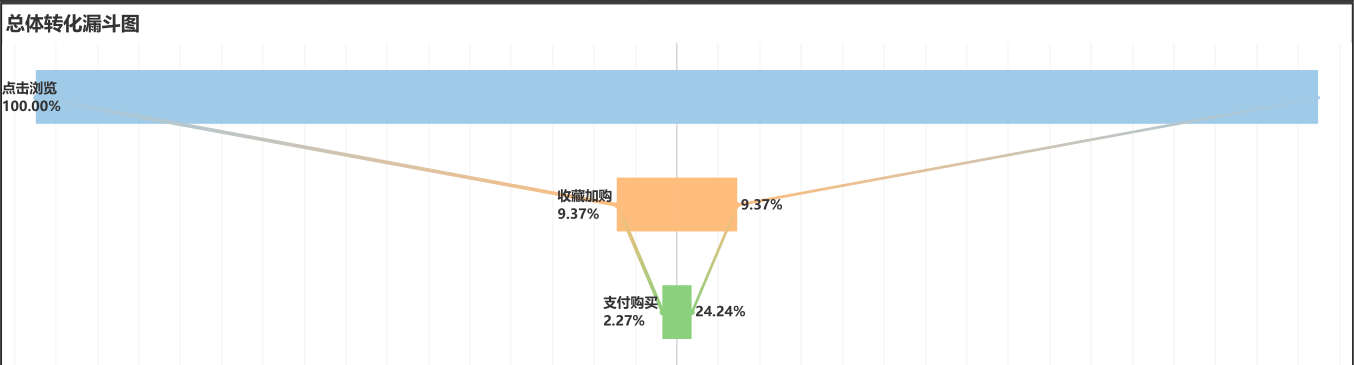 总体转化漏斗图
点击浏览
100.00%
收藏加购
9.37%
9.37%
支付购买
2.27%
24.24%